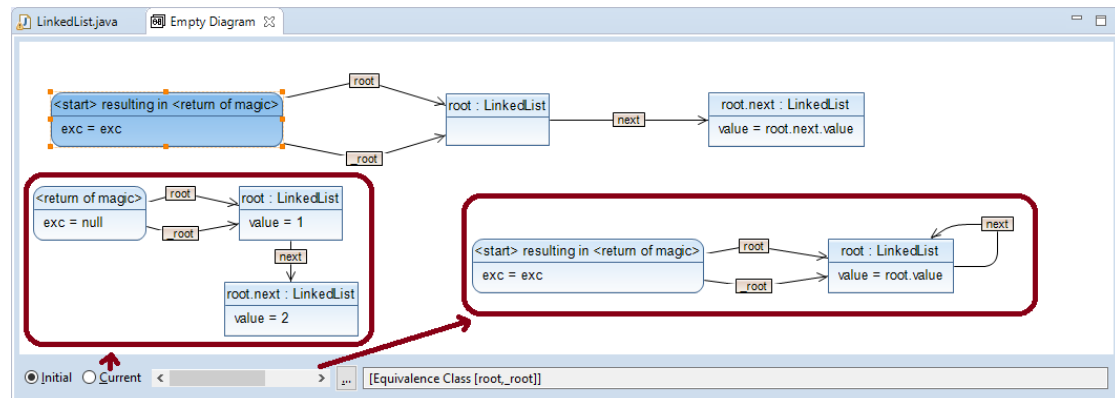 LinkedList.java
Empty Diagram
<start> resulting in <return of magic>
exc = exc
root
_root
root : LinkedList
next
root.next : LinkedList
value = root.next.value
<return of magic>
exc = null
root
_root
root : LinkedList
value = 1
next
root.next : LinkedList
value = 2
<start> resulting in <return of magic>
exc = exc
root
_root
root : LinkedList
value = root.value
next
Initial
Current
...
[Equivalence Class [root,_root]]